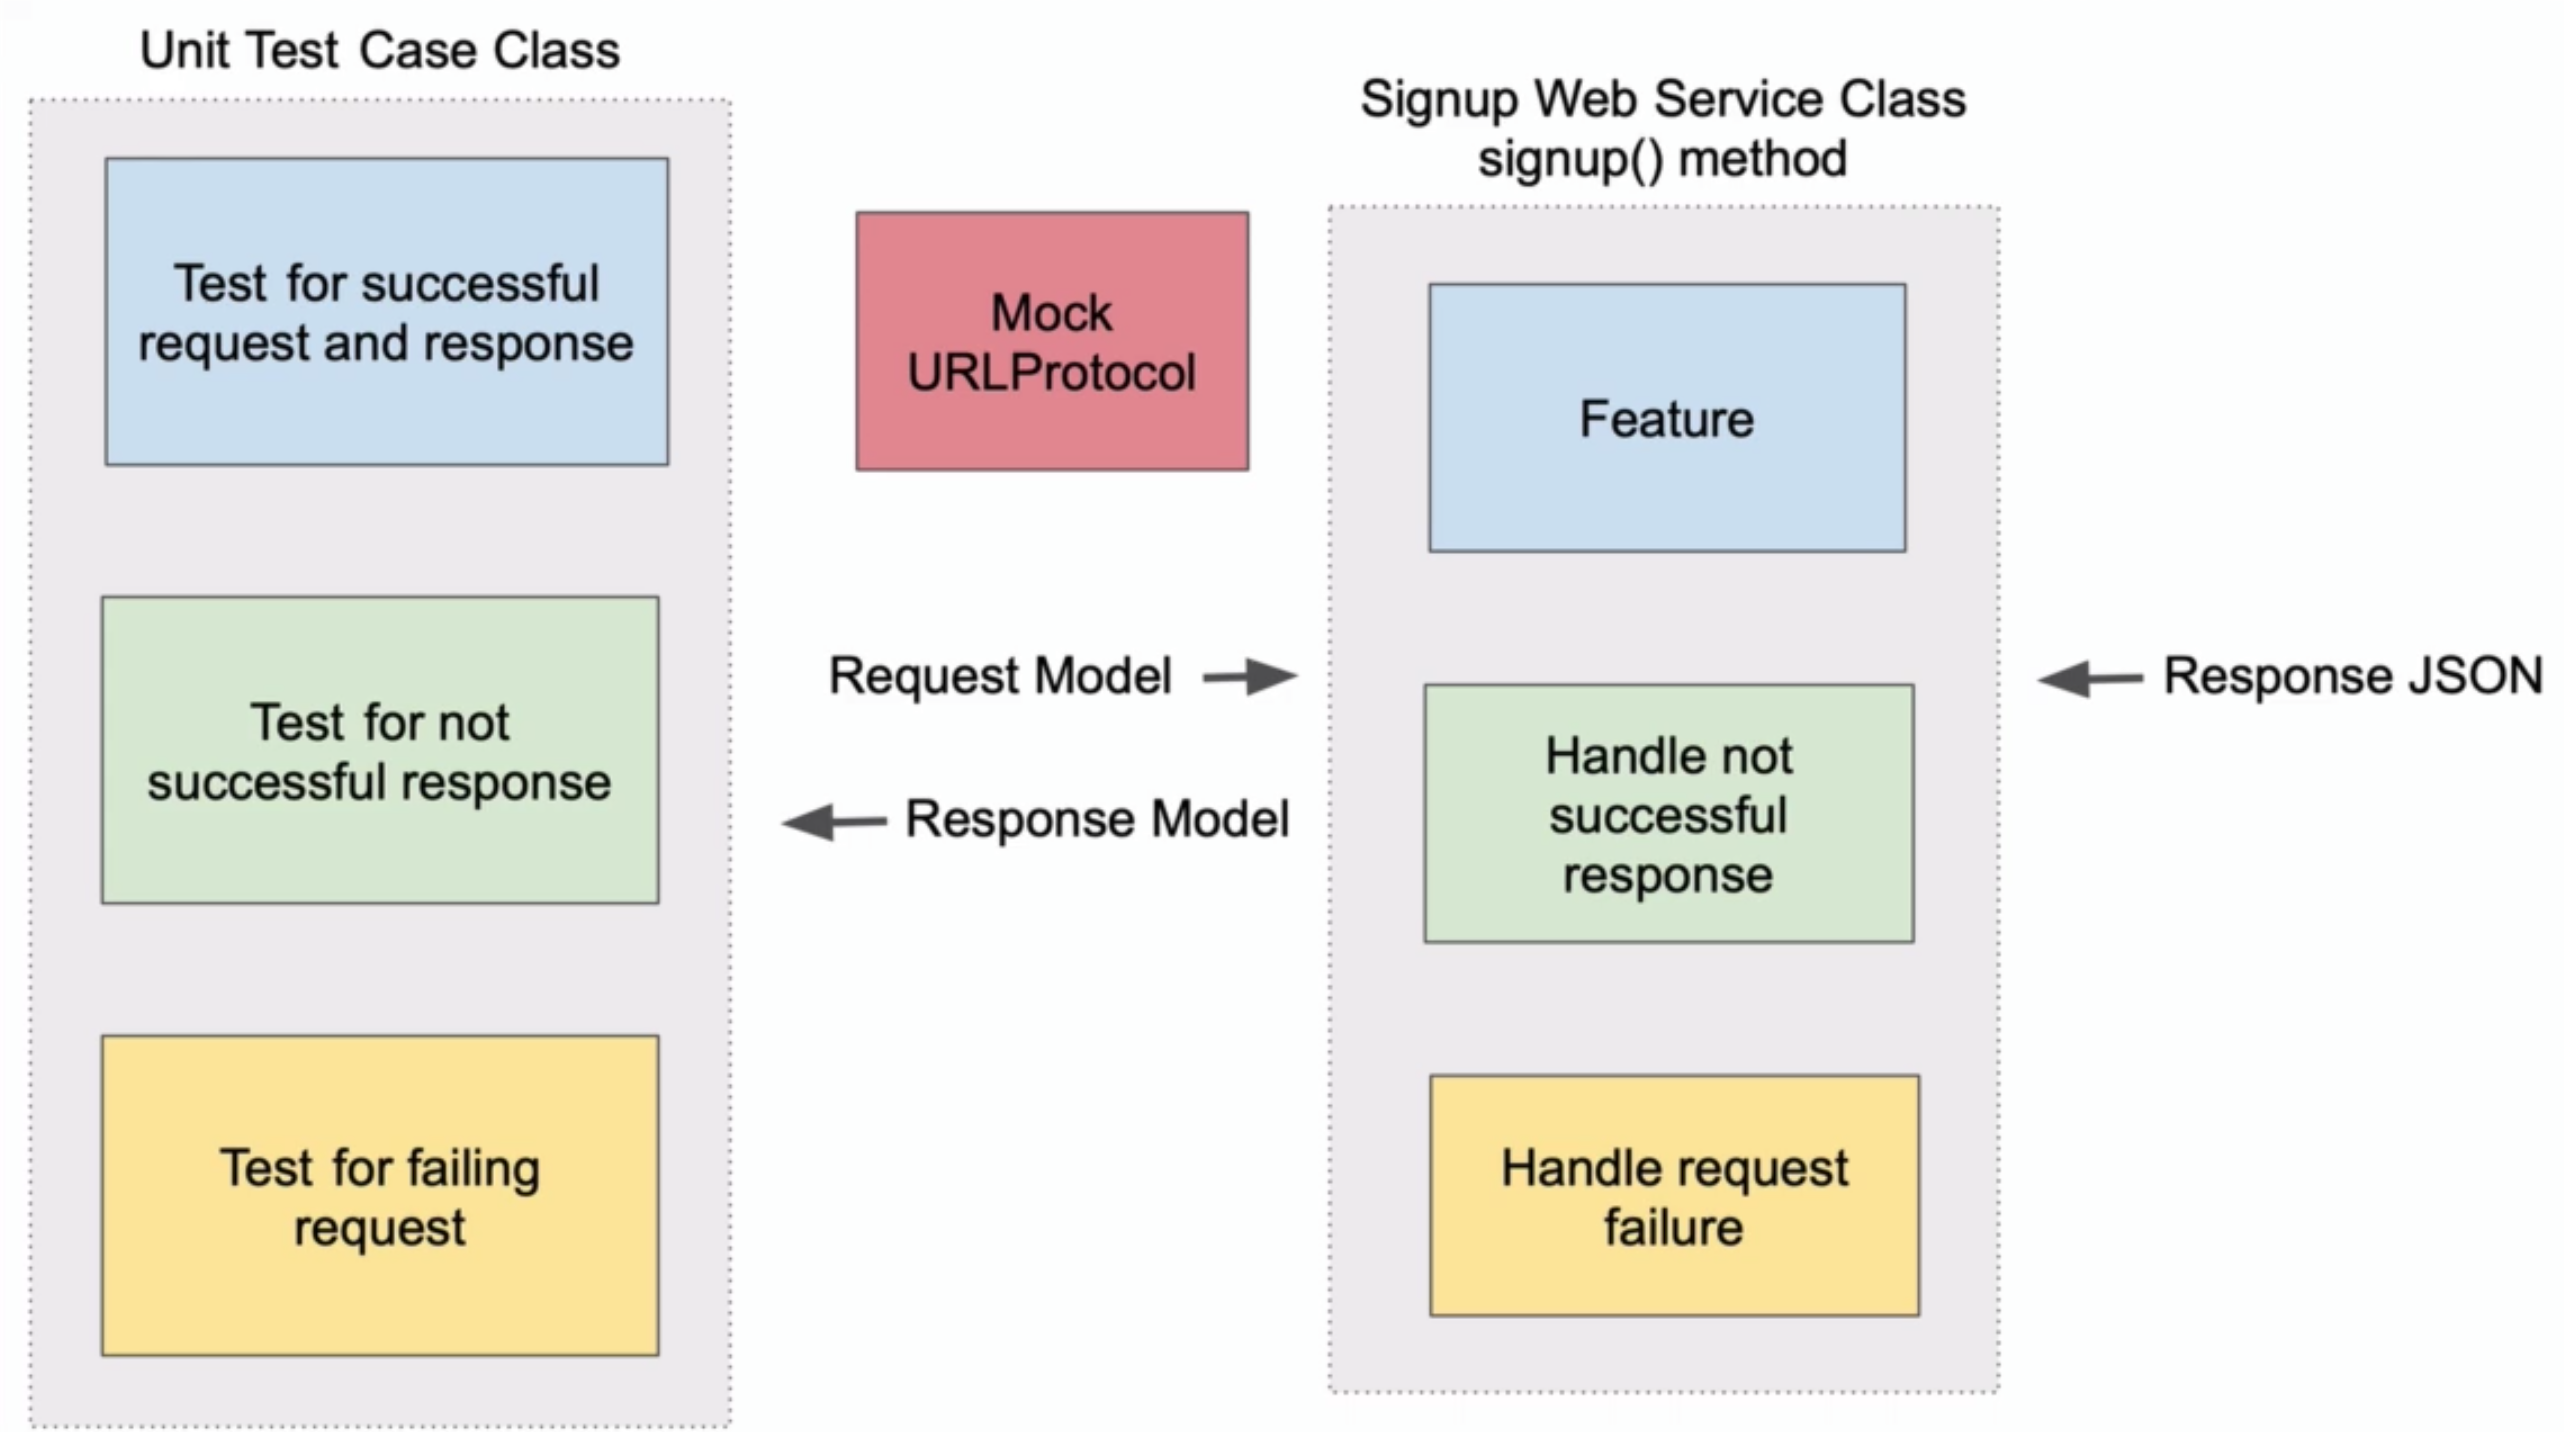 Unit Test Case Class
Test for successful
request and response
Test for not
successful response
Test for failing
request
Mock
URLProtocol
Request Model
Response Model
Signup Web Service Class
signup() method
Feature
Handle not
successful
response
Handle request
failure
Response JSON